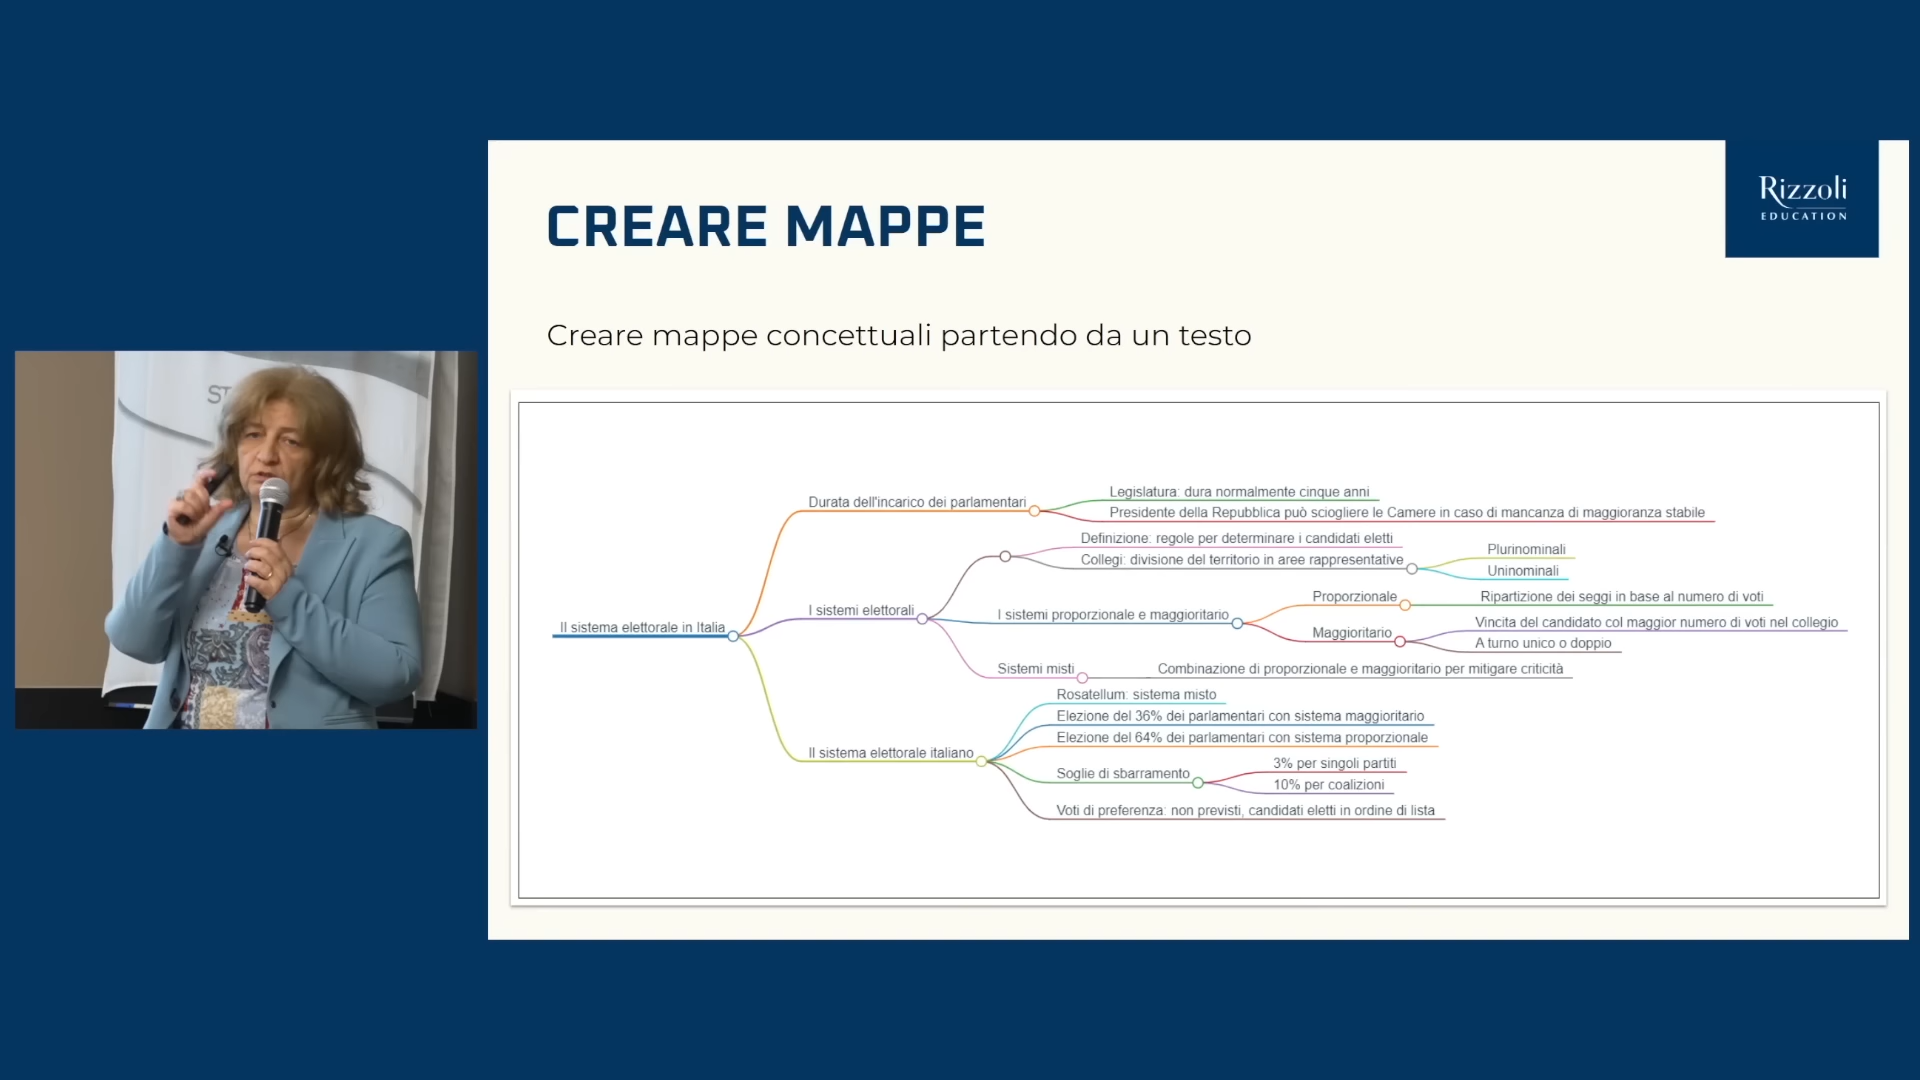 Rizzoli
EDUCATION
CREARE MAPPE
Creare mappe concettuali partendo da un testo
ST
Il sistema elettorale in Italia
Durata dell'incarico dei parlamentari
Legislatura: dura normalmente cinque anni
Presidente della Repubblica può sciogliere le Camere in caso di mancanza di maggioranza stabile
I sistemi elettorali
Definizione: regole per determinare i candidati eletti
Collegi: divisione del territorio in aree rappresentative
Plurinominali
Uninominali
I sistemi proporzionale e maggioritario
Proporzionale
Ripartizione dei seggi in base al numero di voti
Maggioritario
Vincita del candidato col maggior numero di voti nel collegio
A turno unico o doppio
Sistemi misti
Combinazione di proporzionale e maggioritario per mitigare criticità
Il sistema elettorale italiano
Rosatellum: sistema misto
Elezione del 36% dei parlamentari con sistema maggioritario
Elezione del 64% dei parlamentari con sistema proporzionale
Soglie di sbarramento
3% per singoli partiti
10% per coalizioni
Voti di preferenza: non previsti, candidati eletti in ordine di lista